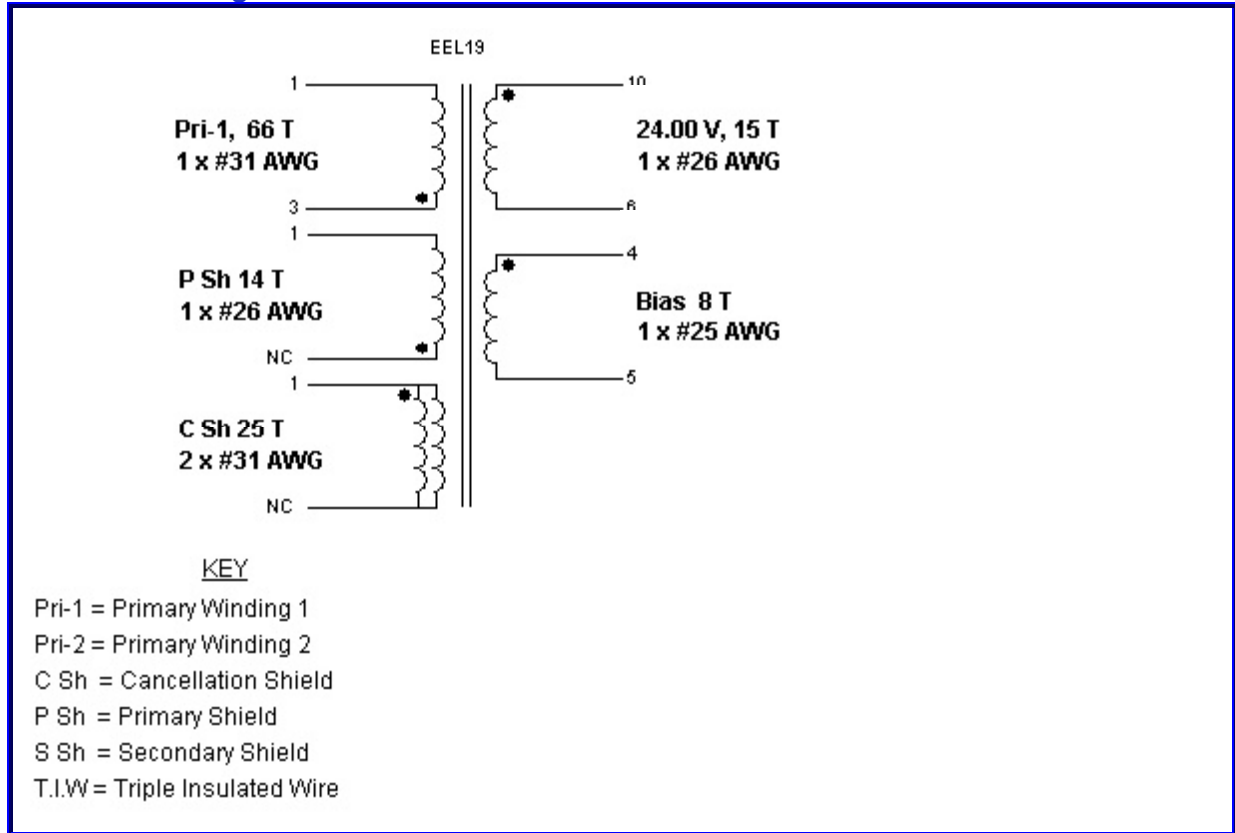 EEL19
1
Pri-1, 66 T
1 x #31 AWG
3
10
24.00 V, 15 T
1 x #26 AWG
6
1
P Sh 14 T
1 x #26 AWG
NC
4
Bias 8 T
1 x #25 AWG
5
1
C Sh 25 T
2 x #31 AWG
NC
KEY
Pri-1 = Primary Winding 1
Pri-2 = Primary Winding 2
C Sh = Cancellation Shield
P Sh = Primary Shield
S Sh = Secondary Shield
T.I.W = Triple Insulated Wire